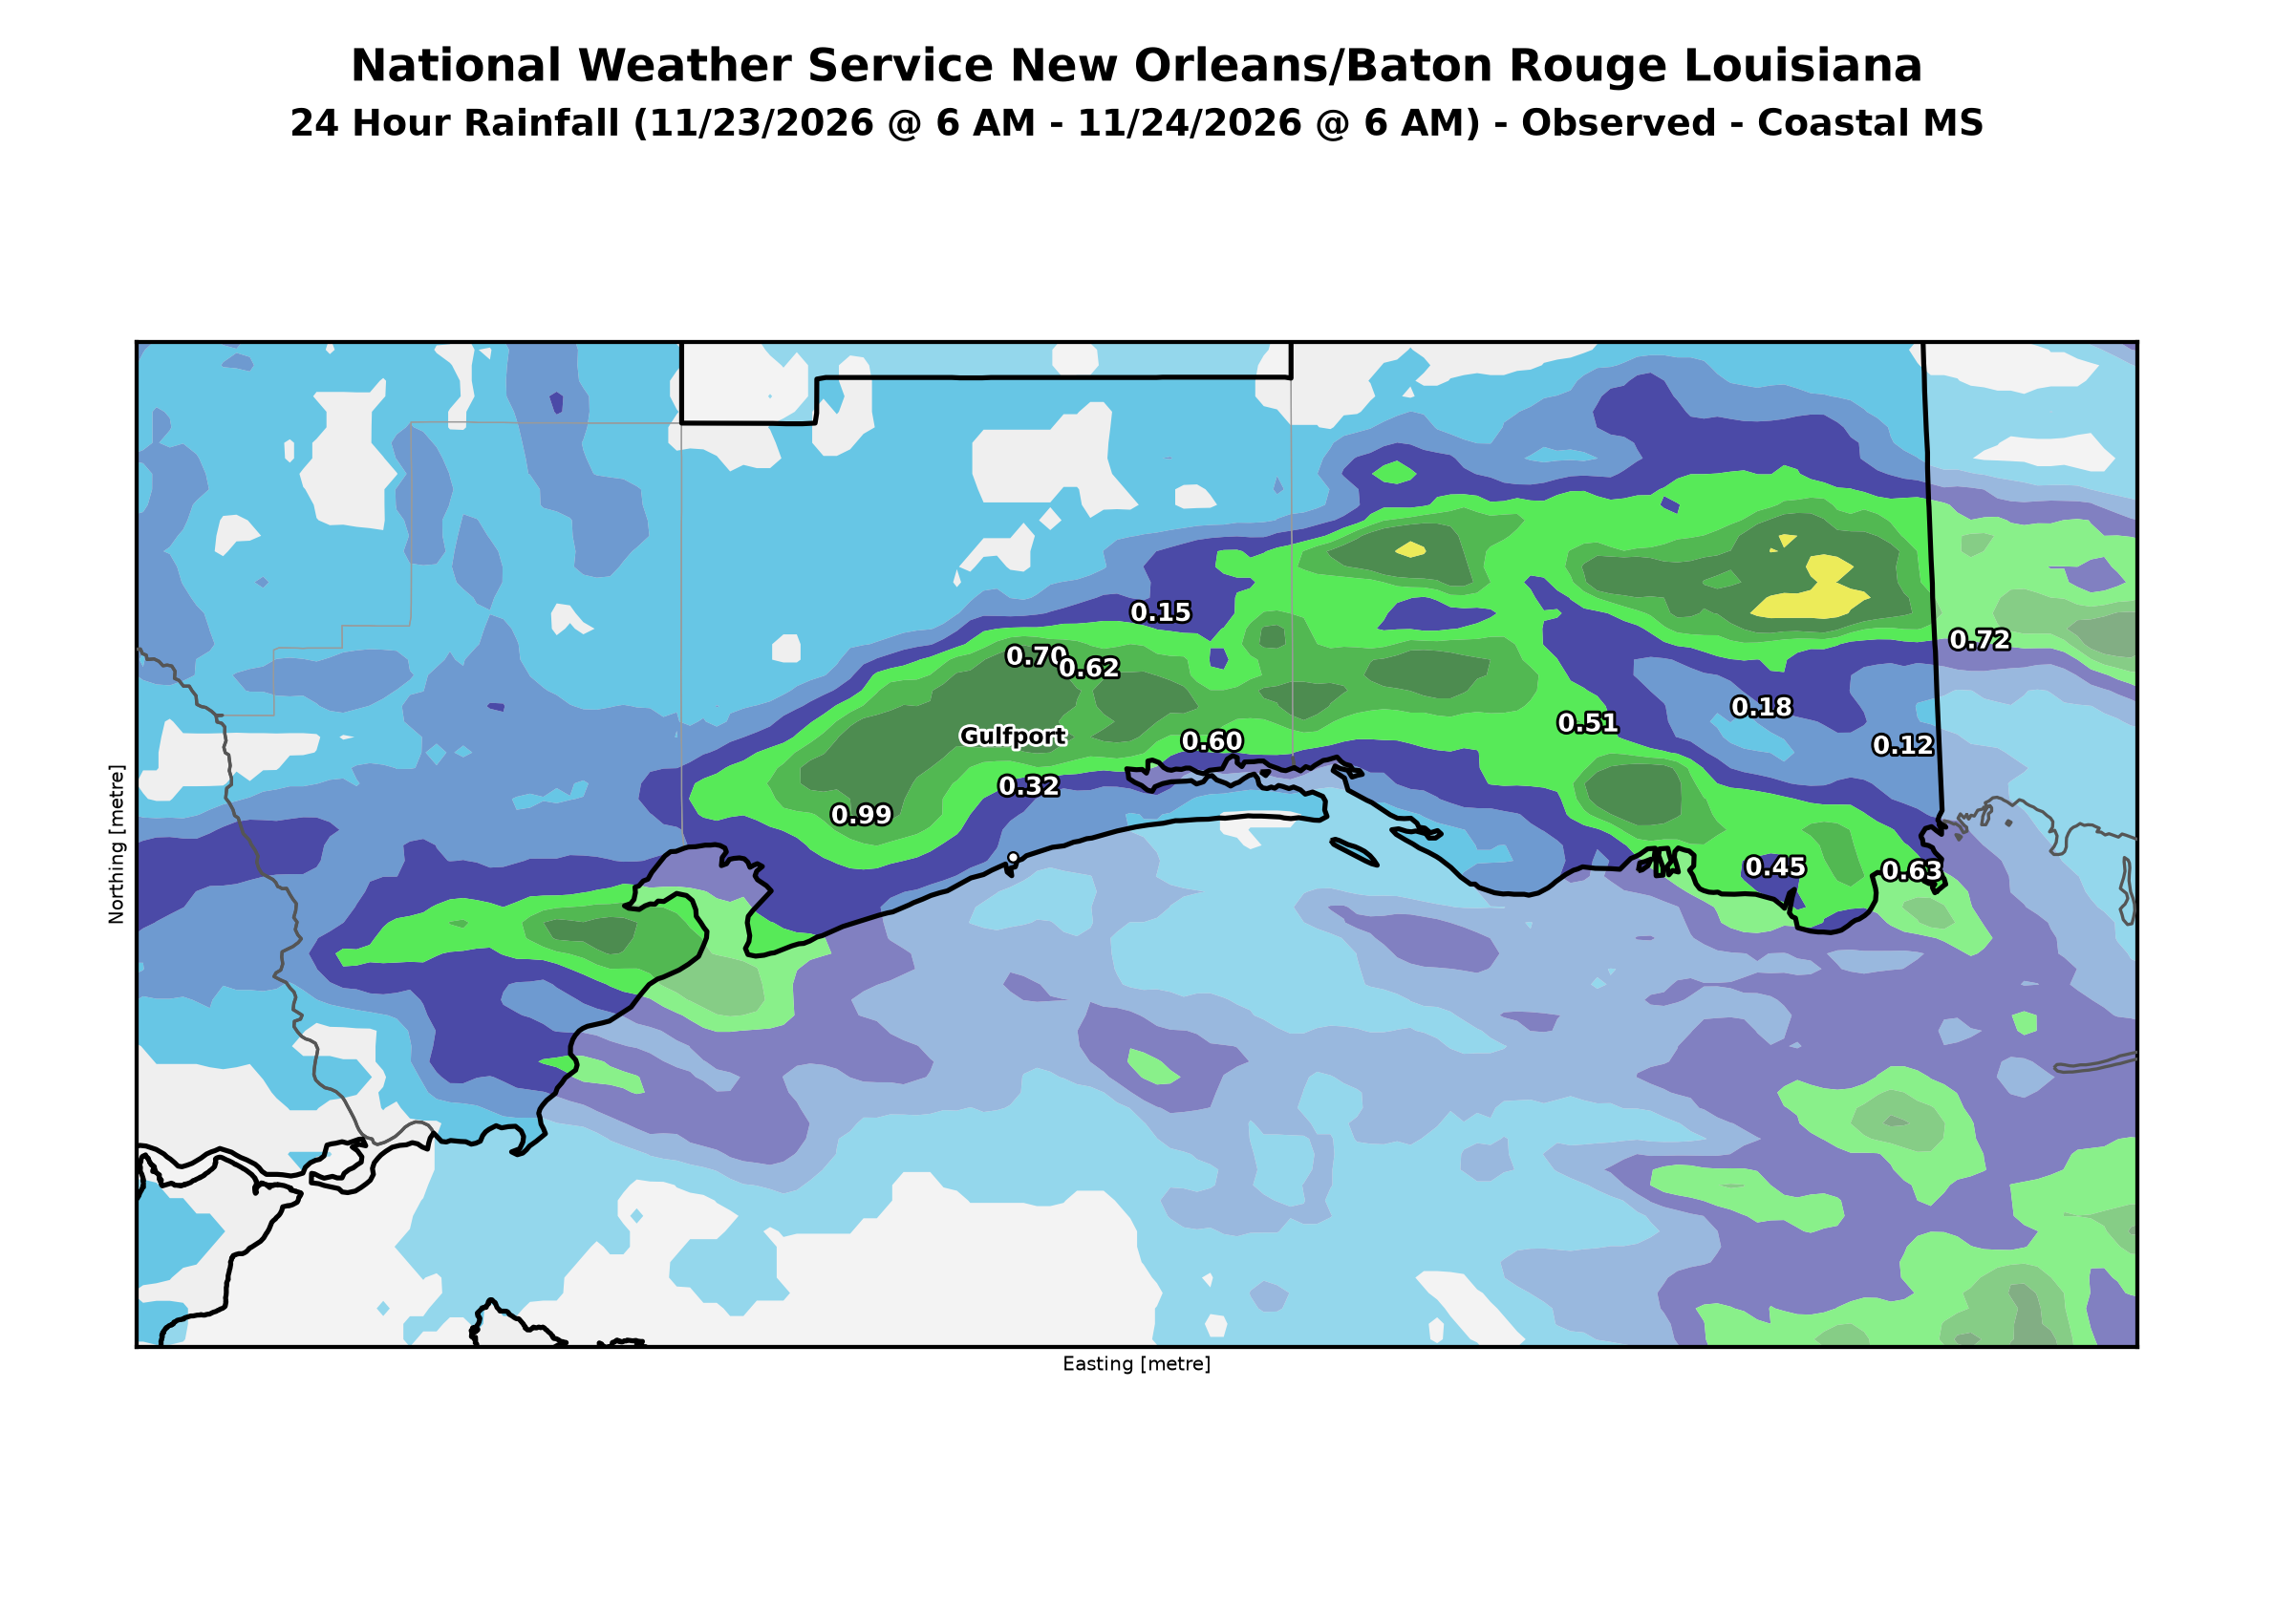 National Weather Service New Orleans/Baton Rouge Louisiana
24 Hour Rainfall (11/23/2026 @ 6 AM - 11/24/2026 @ 6 AM) - Observed - Coastal MS
0.15
0.70
0.62
0.72
0.18
0.51
Gulfport
0.60
0.12
0.32
0.99
0.45
0.63
Northing [metre]
Easting [metre]